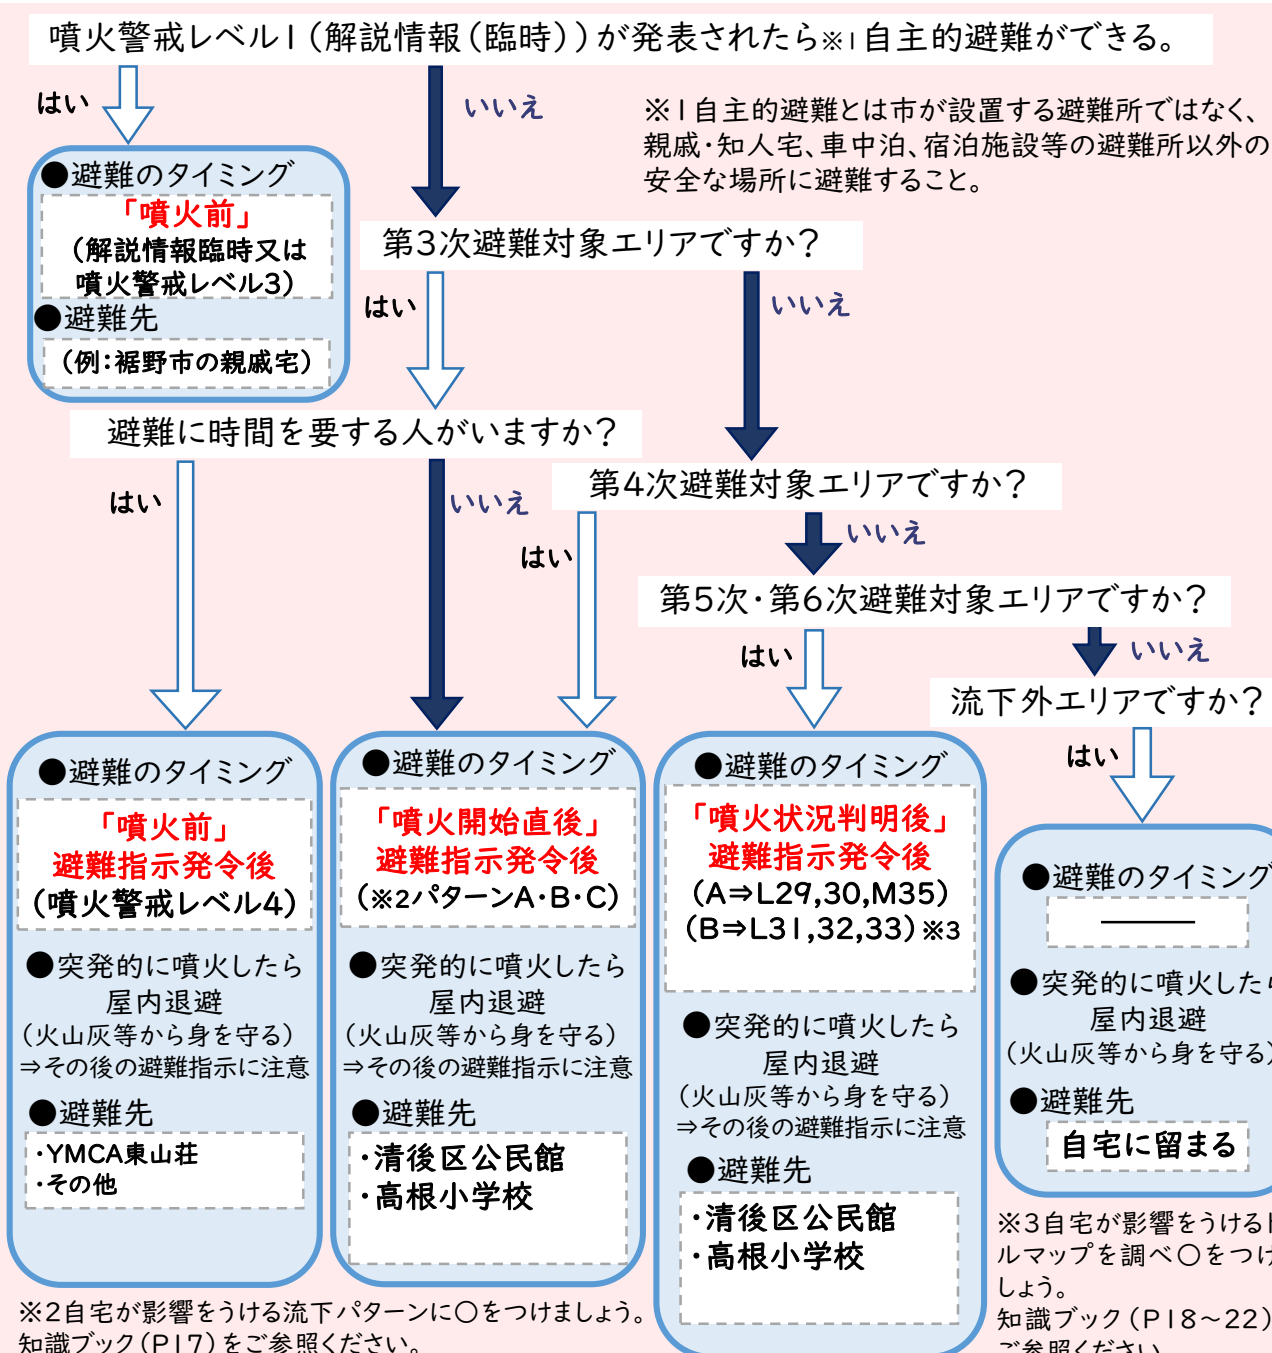 噴火警戒レベル1(解説情報(臨時))が発表されたら※1自主的避難ができる。
はい
いいえ
※1自主的避難とは市が設置する避難所ではなく、
親戚・知人宅、車中泊、宿泊施設等の避難所以外の
安全な場所に避難すること。
●避難のタイミング
「噴火前」
(解説情報臨時又は
噴火警戒レベル3)
●避難先
(例:裾野市の親戚宅)
第3次避難対象エリアですか?
はい
いいえ
避難に時間を要する人がいますか?
はい
いいえ
第4次避難対象エリアですか?
はい
いいえ
第5次・第6次避難対象エリアですか?
はい
いいえ
流下外エリアですか?
はい
●避難のタイミング
「噴火前」
避難指示発令後
(噴火警戒レベル4)
●突発的に噴火したら
屋内退避
(火山灰等から身を守る)
⇒その後の避難指示に注意
●避難先
・YMCA東山荘
・その他
●避難のタイミング
「噴火開始直後」
避難指示発令後
(※2パターンA・B・C)
●突発的に噴火したら
屋内退避
(火山灰等から身を守る)
⇒その後の避難指示に注意
●避難先
・清後区公民館
・高根小学校
●避難のタイミング
「噴火状況判明後」
避難指示発令後
(A⇒L29,30,M35)
(B⇒L31,32,33)※3
●突発的に噴火したら
屋内退避
(火山灰等から身を守る)
⇒その後の避難指示に注意
●避難先
・清後区公民館
・高根小学校
●避難のタイミング
●突発的に噴火したら
屋内退避
(火山灰等から身を守る)
●避難先
自宅に留まる
※2自宅が影響をうける流下パターンに○をつけましょう。
知識ブック(P17)をご参照ください。
※3自宅が影響をうける
ルマップを調べ○をつけ
しょう。
知識ブック(P18~22)
ご参照ください